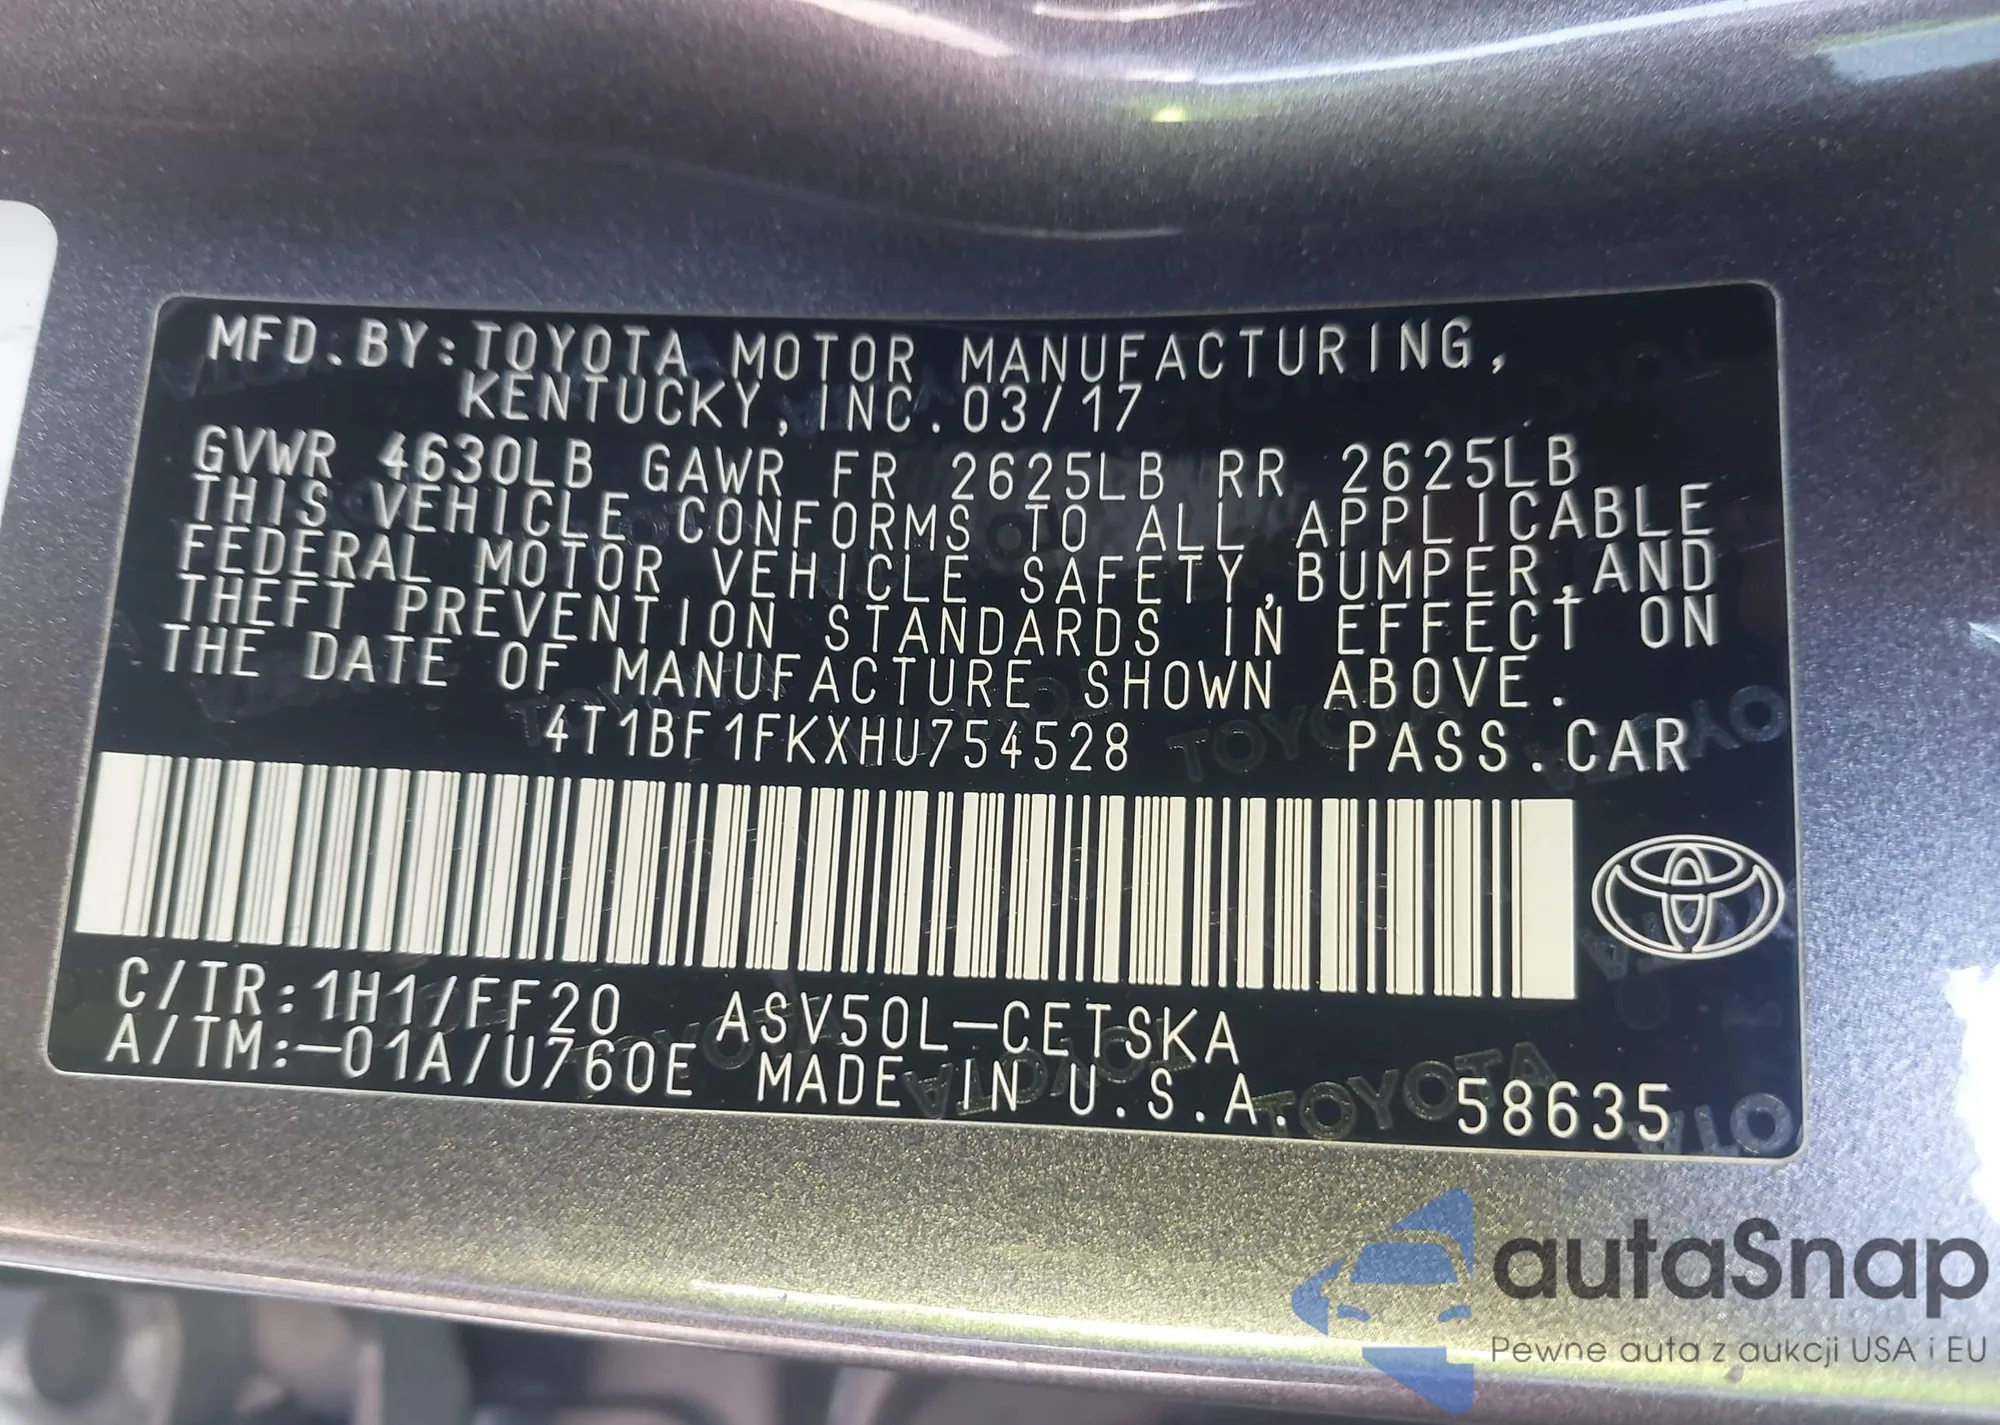 MFD.BY:TOYOTA MOTOR MANUFACTURING,
KENTUCKY,INC.03/17
GVWR 4630LB GAWR FR 2625LB RR 2625LB
THIS VEHICLE CONFORMS TO ALL APPLICABLE
FEDERAL MOTOR VEHICLE SAFETY,BUMPER,AND
THEFT PREVENTION STANDARDS IN EFFECT ON
THE DATE OF MANUFACTURE SHOWN ABOVE.
4T1BF1FKXHU754528 PASS.CAR
C/TR:1H1/FF20 ASV50L-CETSKA
A/TM:-01A/U760E MADE IN U.S.A. 58635
autaSnap
Pewne auta z aukcji USA i EU